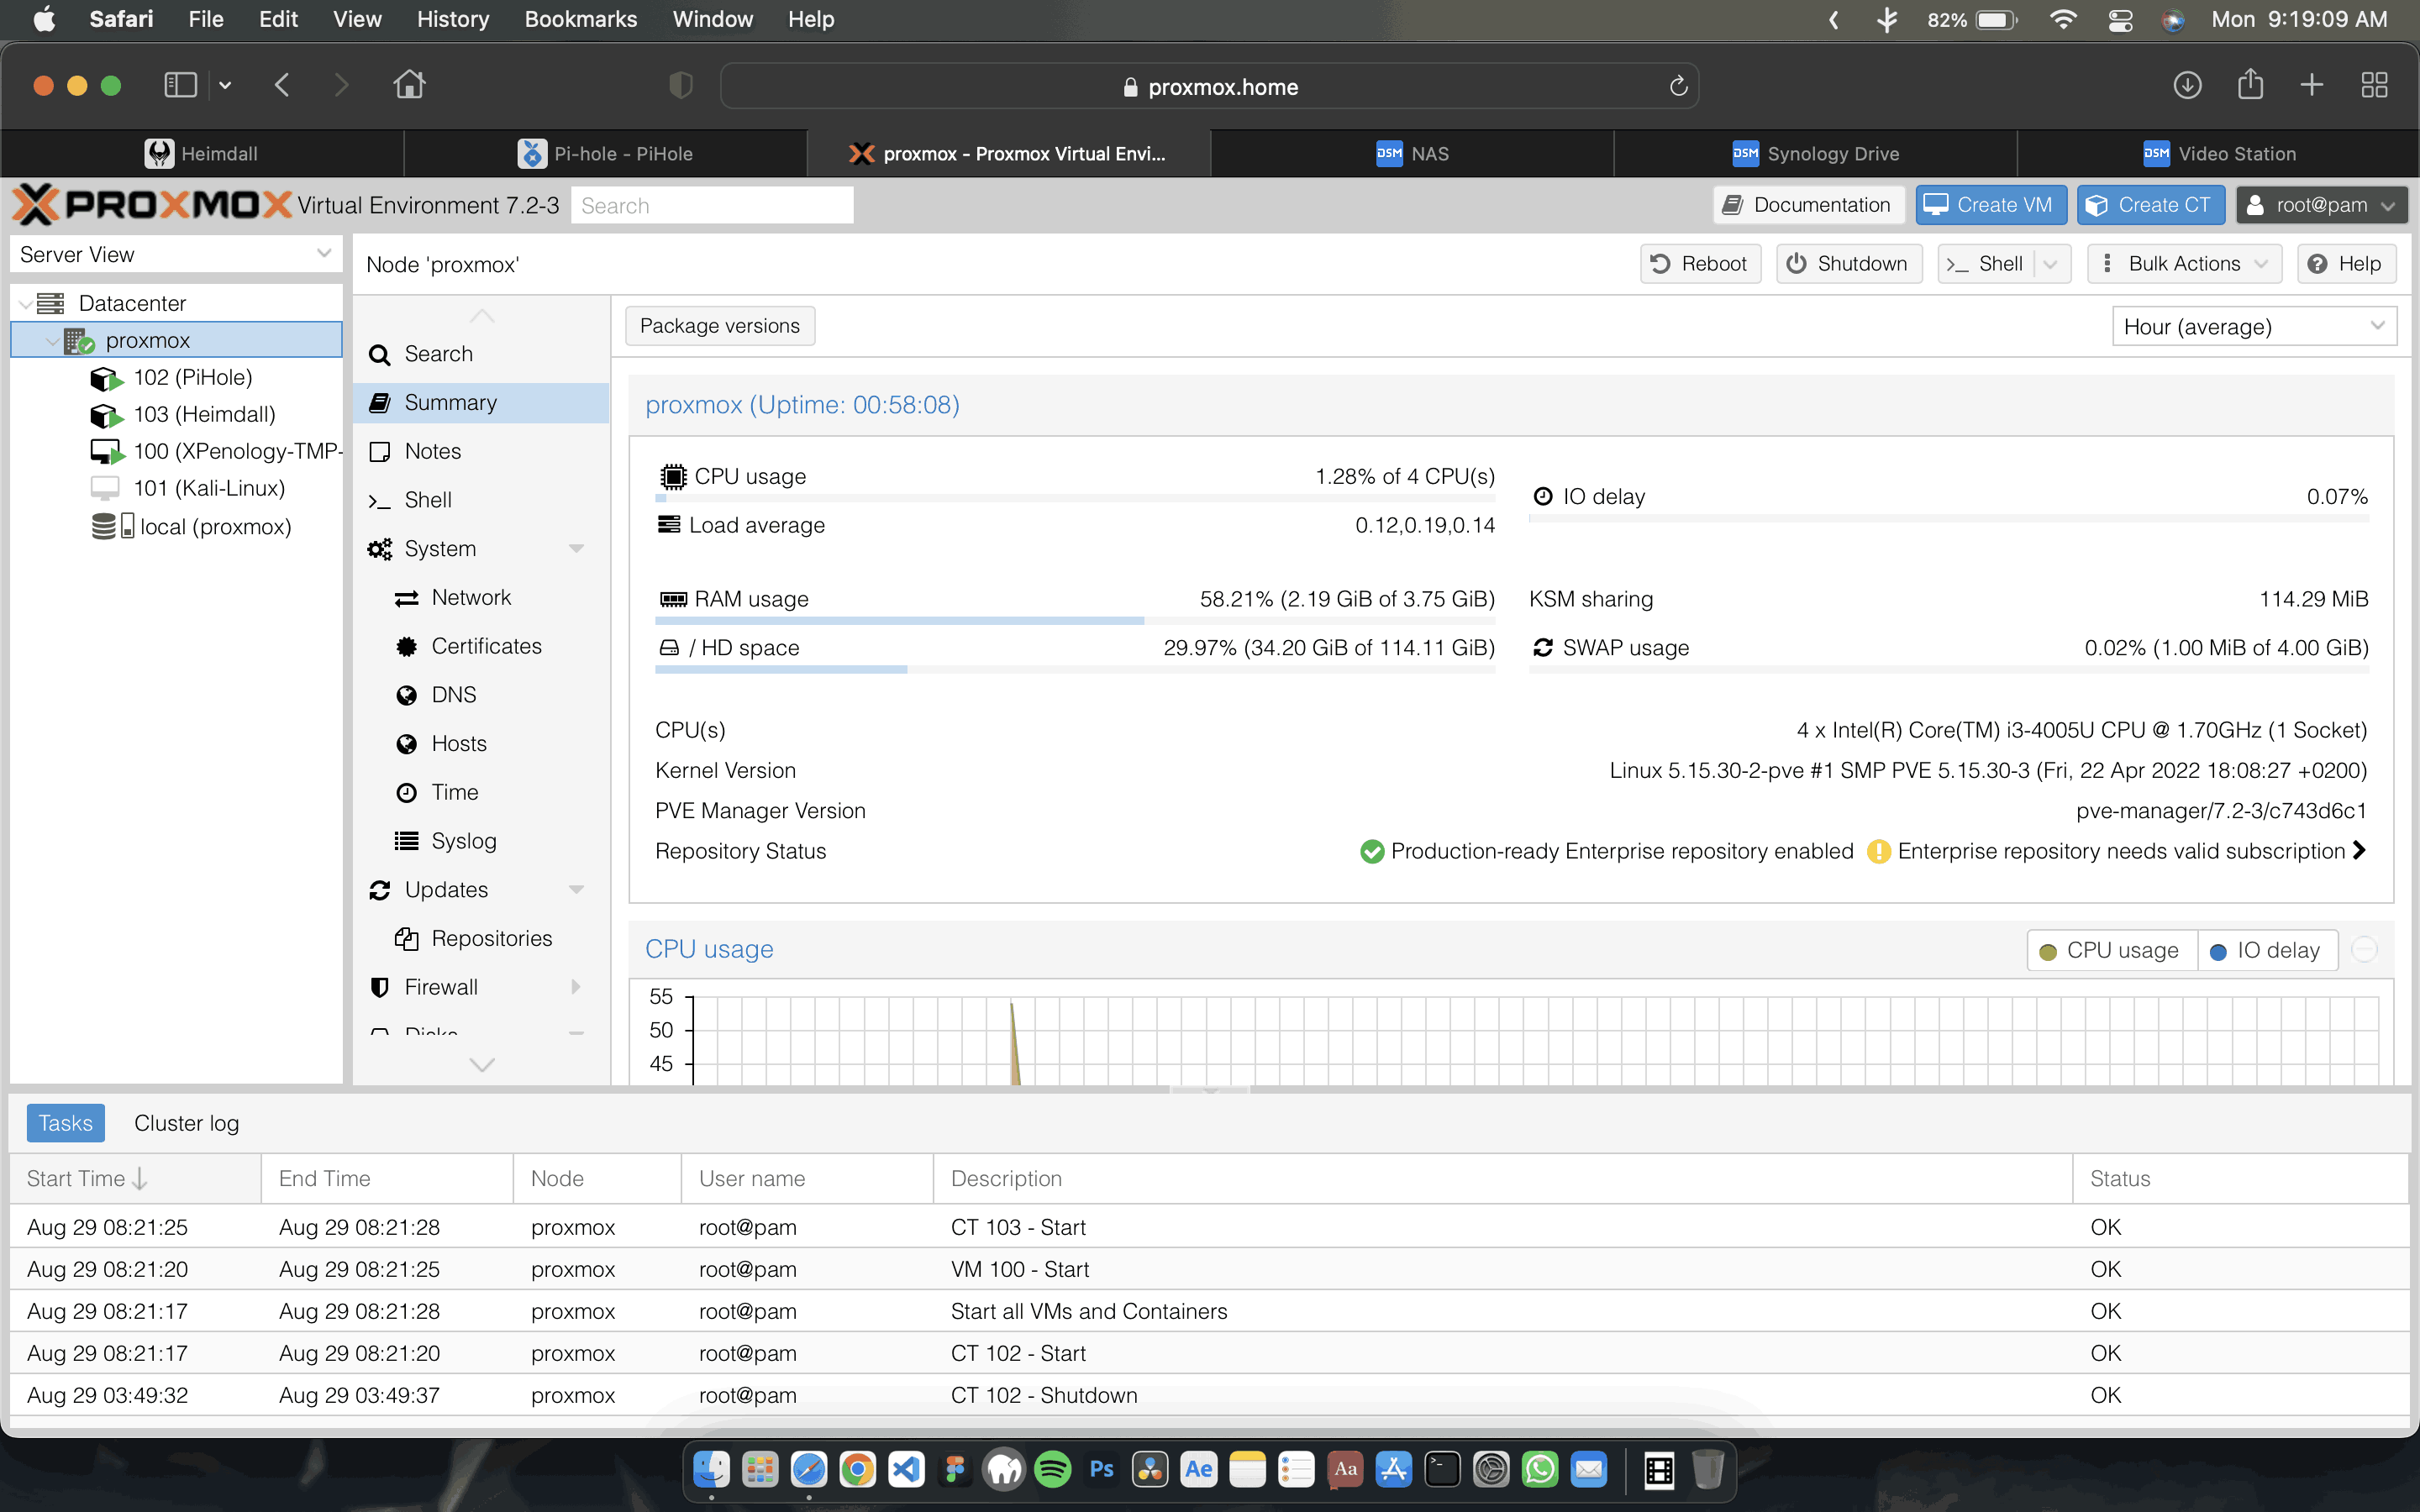 Safari File Edit View History Bookmarks Window Help 82% Mon 9:19:09 AM
proxmox.home
Heimdall Pi-hole - PiHole proxmox - Proxmox Virtual Envi... DSM NAS DSM Synology Drive DSM Video Station
PROXMOX Virtual Environment 7.2-3 Search Documentation Create VM Create CT root@pam
Server View
Node 'proxmox' Reboot Shutdown >_ Shell Bulk Actions Help
Datacenter
proxmox
102 (PiHole)
103 (Heimdall)
100 (XPenology-TMP-
101 (Kali-Linux)
local (proxmox)
Search
Summary
Notes
>_ Shell
System
Network
Certificates
DNS
Hosts
Time
Syslog
Updates
Repositories
Firewall
Disks
Package versions Hour (average)
proxmox (Uptime: 00:58:08)
CPU usage 1.28% of 4 CPU(s)
IO delay 0.07%
Load average 0.12,0.19,0.14
RAM usage 58.21% (2.19 GiB of 3.75 GiB) KSM sharing 114.29 MiB
/ HD space 29.97% (34.20 GiB of 114.11 GiB) SWAP usage 0.02% (1.00 MiB of 4.00 GiB)
CPU(s) 4 x Intel(R) Core(TM) i3-4005U CPU @ 1.70GHz (1 Socket)
Kernel Version Linux 5.15.30-2-pve #1 SMP PVE 5.15.30-3 (Fri, 22 Apr 2022 18:08:27 +0200)
PVE Manager Version pve-manager/7.2-3/c743d6c1
Repository Status Production-ready Enterprise repository enabled Enterprise repository needs valid subscription
CPU usage CPU usage IO delay
55
50
45
Tasks Cluster log
Start Time End Time Node User name Description Status
Aug 29 08:21:25 Aug 29 08:21:28 proxmox root@pam CT 103 - Start OK
Aug 29 08:21:20 Aug 29 08:21:25 proxmox root@pam VM 100 - Start OK
Aug 29 08:21:17 Aug 29 08:21:28 proxmox root@pam Start all VMs and Containers OK
Aug 29 08:21:17 Aug 29 08:21:20 proxmox root@pam CT 102 - Start OK
Aug 29 03:49:32 Aug 29 03:49:37 proxmox root@pam CT 102 - Shutdown OK
Ps Ae Aa